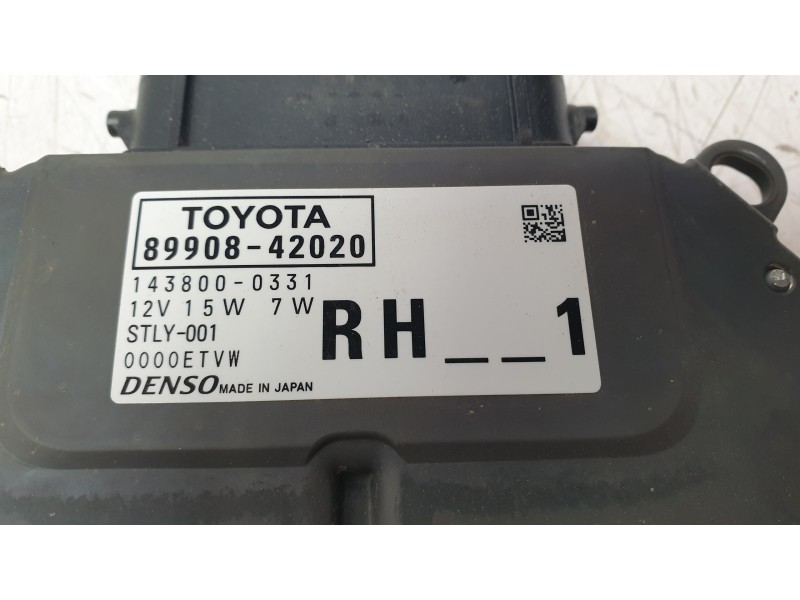 TOYOTA
89908-42020
143800-0331
12V 15W 7W
STLY-001
0000ETVW
RH__1
DENSO MADE IN JAPAN